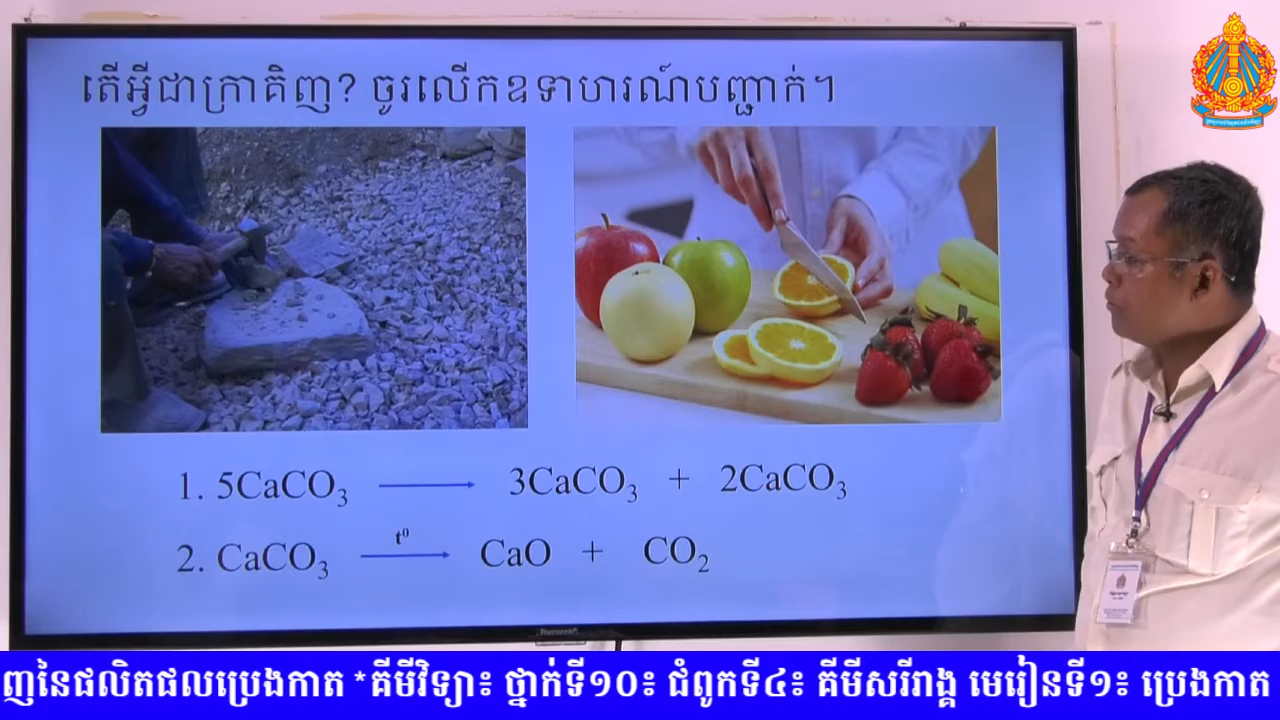 តើអ្វីជាក្រាគិញ? ចូរលើកឧទាហរណ៍បញ្ជាក់។
1. 5CaCO₃ ⟶ 3CaCO₃ + 2CaCO₃
t⁰
2. CaCO₃ ⟶ CaO + CO₂
Panasonic
ញនៃផលិតផលប្រេងកាត *គីមីវិទ្យា៖ ថ្នាក់ទី១០៖ ជំពូកទី៤៖ គីមីសរីរាង្គ មេរៀនទី១៖ ប្រេងកាត